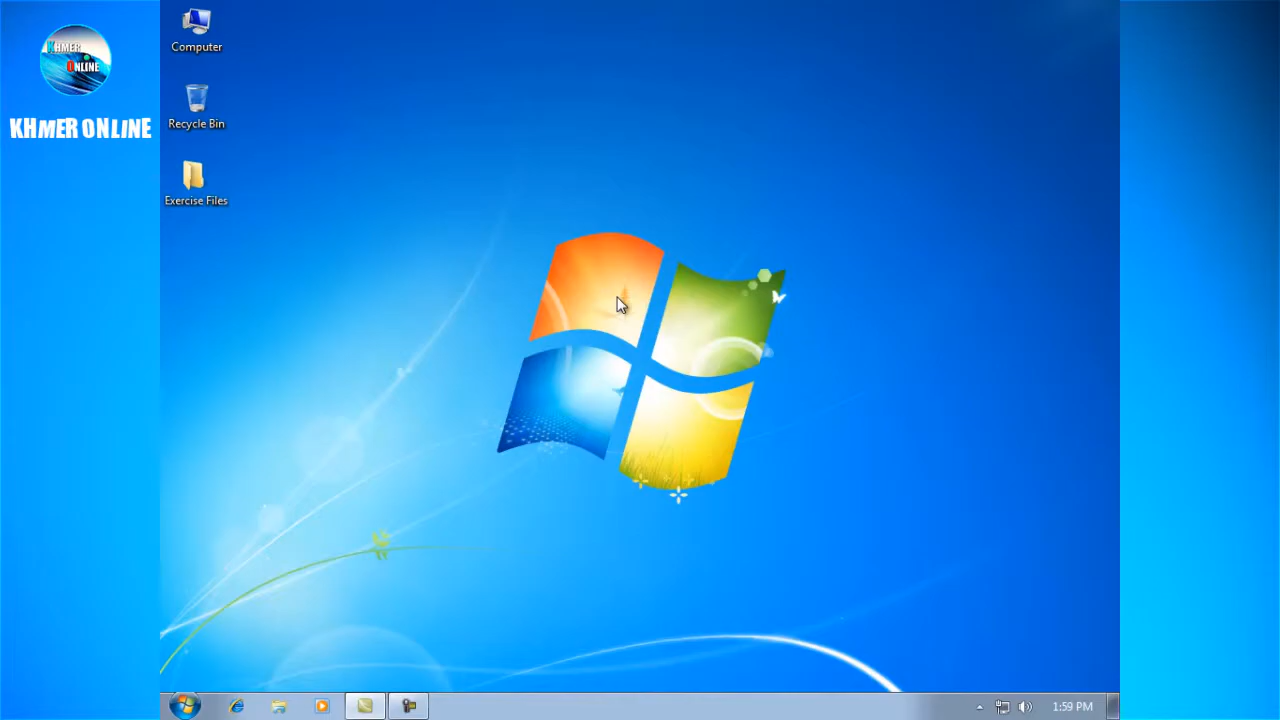 KHMER
ONLINE
KHMER ONLINE
Computer
Recycle Bin
Exercise Files
1:59 PM